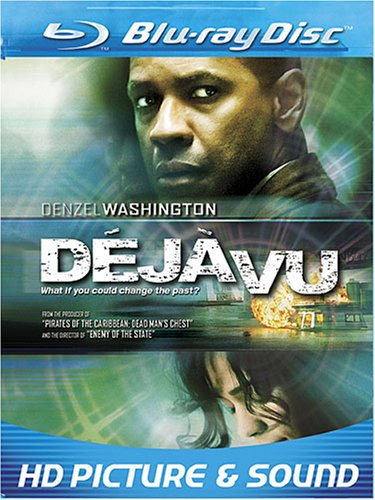 Blu-ray Disc™
DENZEL WASHINGTON
DÉJÀ VU
What if you could change the past?
FROM THE PRODUCER OF
"PIRATES OF THE CARIBBEAN: DEAD MAN'S CHEST"
AND THE DIRECTOR OF "ENEMY OF THE STATE"
HD PICTURE & SOUND